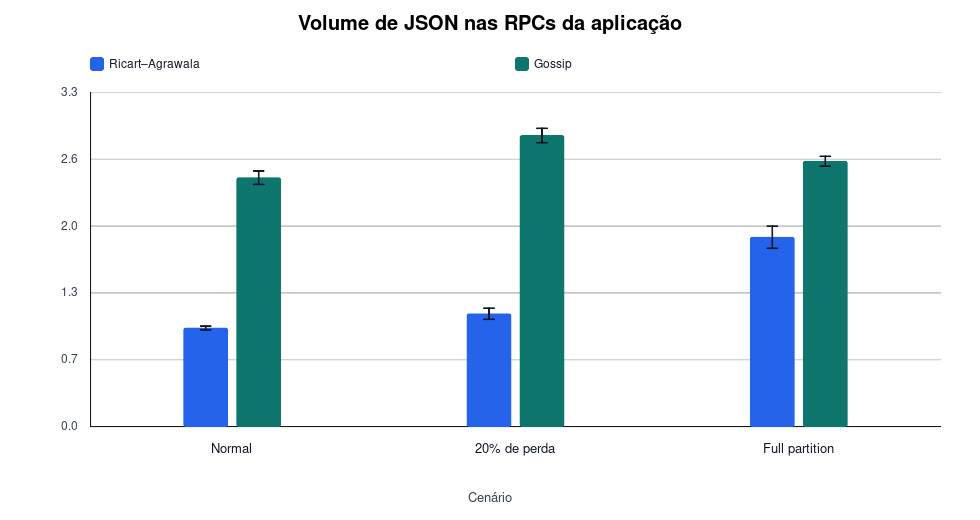 Volume de JSON nas RPCs da aplicação
Ricart–Agrawala
Gossip
3.3
2.6
2.0
1.3
0.7
0.0
Normal
20% de perda
Full partition
Cenário